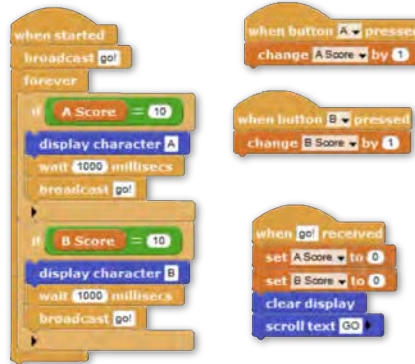 when started
broadcast go!
forever
if A Score = 10
display character A
wait 1000 millisecs
broadcast go!
if B Score = 10
display character B
wait 1000 millisecs
broadcast go!
when button A pressed
change A Score by 1
when button B pressed
change B Score by 1
when go! received
set A Score to 0
set B Score to 0
clear display
scroll text GO